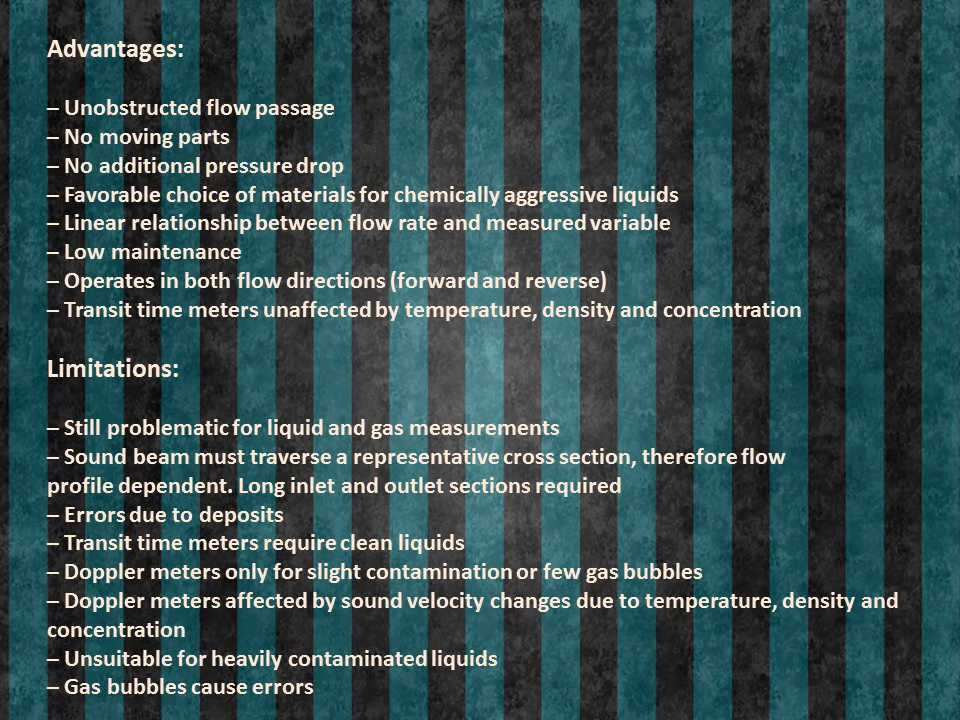 Advantages:
– Unobstructed flow passage
– No moving parts
– No additional pressure drop
– Favorable choice of materials for chemically aggressive liquids
– Linear relationship between flow rate and measured variable
– Low maintenance
– Operates in both flow directions (forward and reverse)
– Transit time meters unaffected by temperature, density and concentration
Limitations:
– Still problematic for liquid and gas measurements
– Sound beam must traverse a representative cross section, therefore flow
profile dependent. Long inlet and outlet sections required
– Errors due to deposits
– Transit time meters require clean liquids
– Doppler meters only for slight contamination or few gas bubbles
– Doppler meters affected by sound velocity changes due to temperature, density and
concentration
– Unsuitable for heavily contaminated liquids
– Gas bubbles cause errors